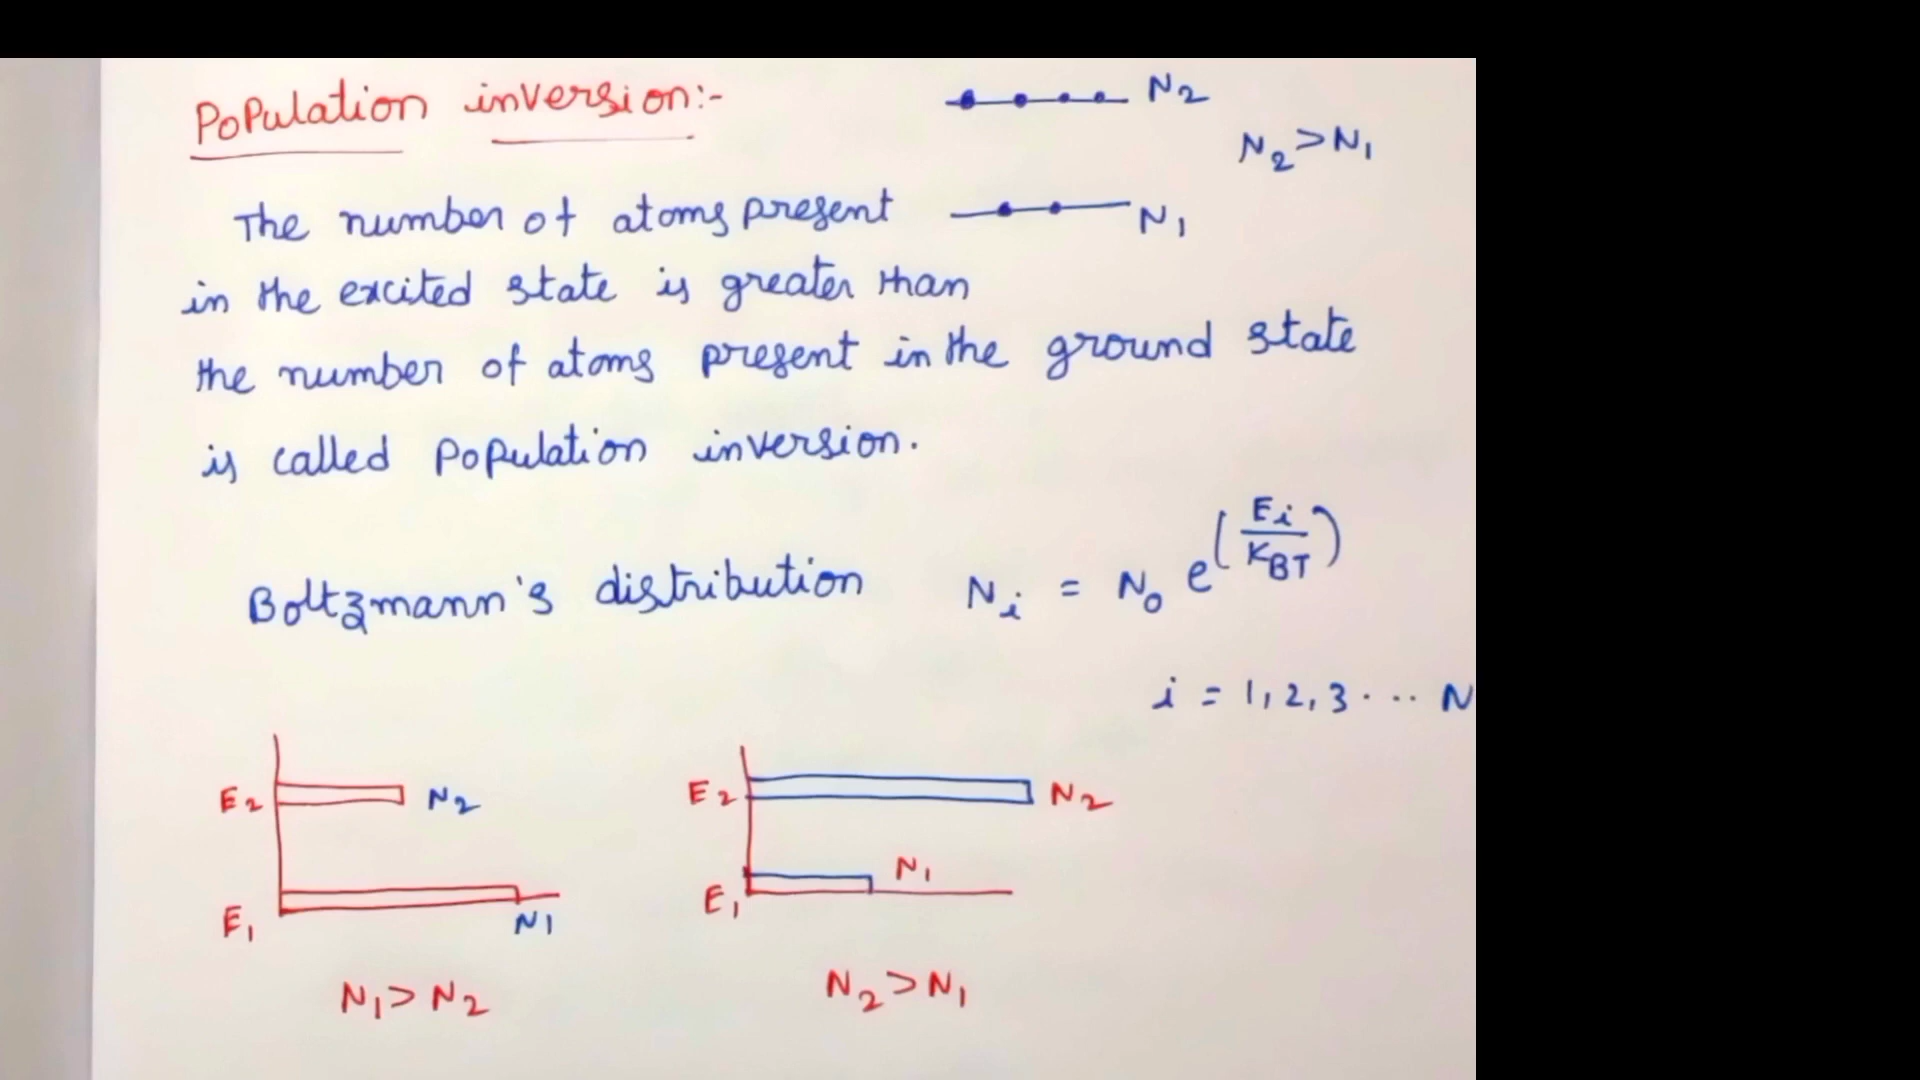 Population inversion:-
N2
N2 > N1
The number of atoms present
N1
in the excited state is greater than
the number of atoms present in the ground state
is called population inversion.
Boltzmann's distribution Ni = N0 e^(Ei/KBT)
i = 1, 2, 3 . ... N
E2 N2
E1 N1
N1 > N2
E2 N2
E1 N1
N2 > N1